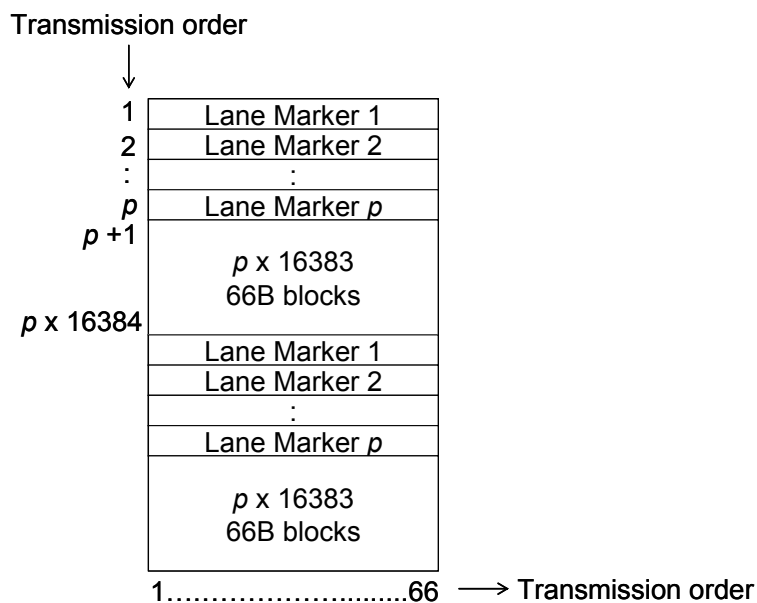 Transmission order
1 Lane Marker 1
2 Lane Marker 2
: :
p Lane Marker p
p +1
p x 16383
66B blocks
p x 16384
Lane Marker 1
Lane Marker 2
:
Lane Marker p
p x 16383
66B blocks
1…………………........66 Transmission order